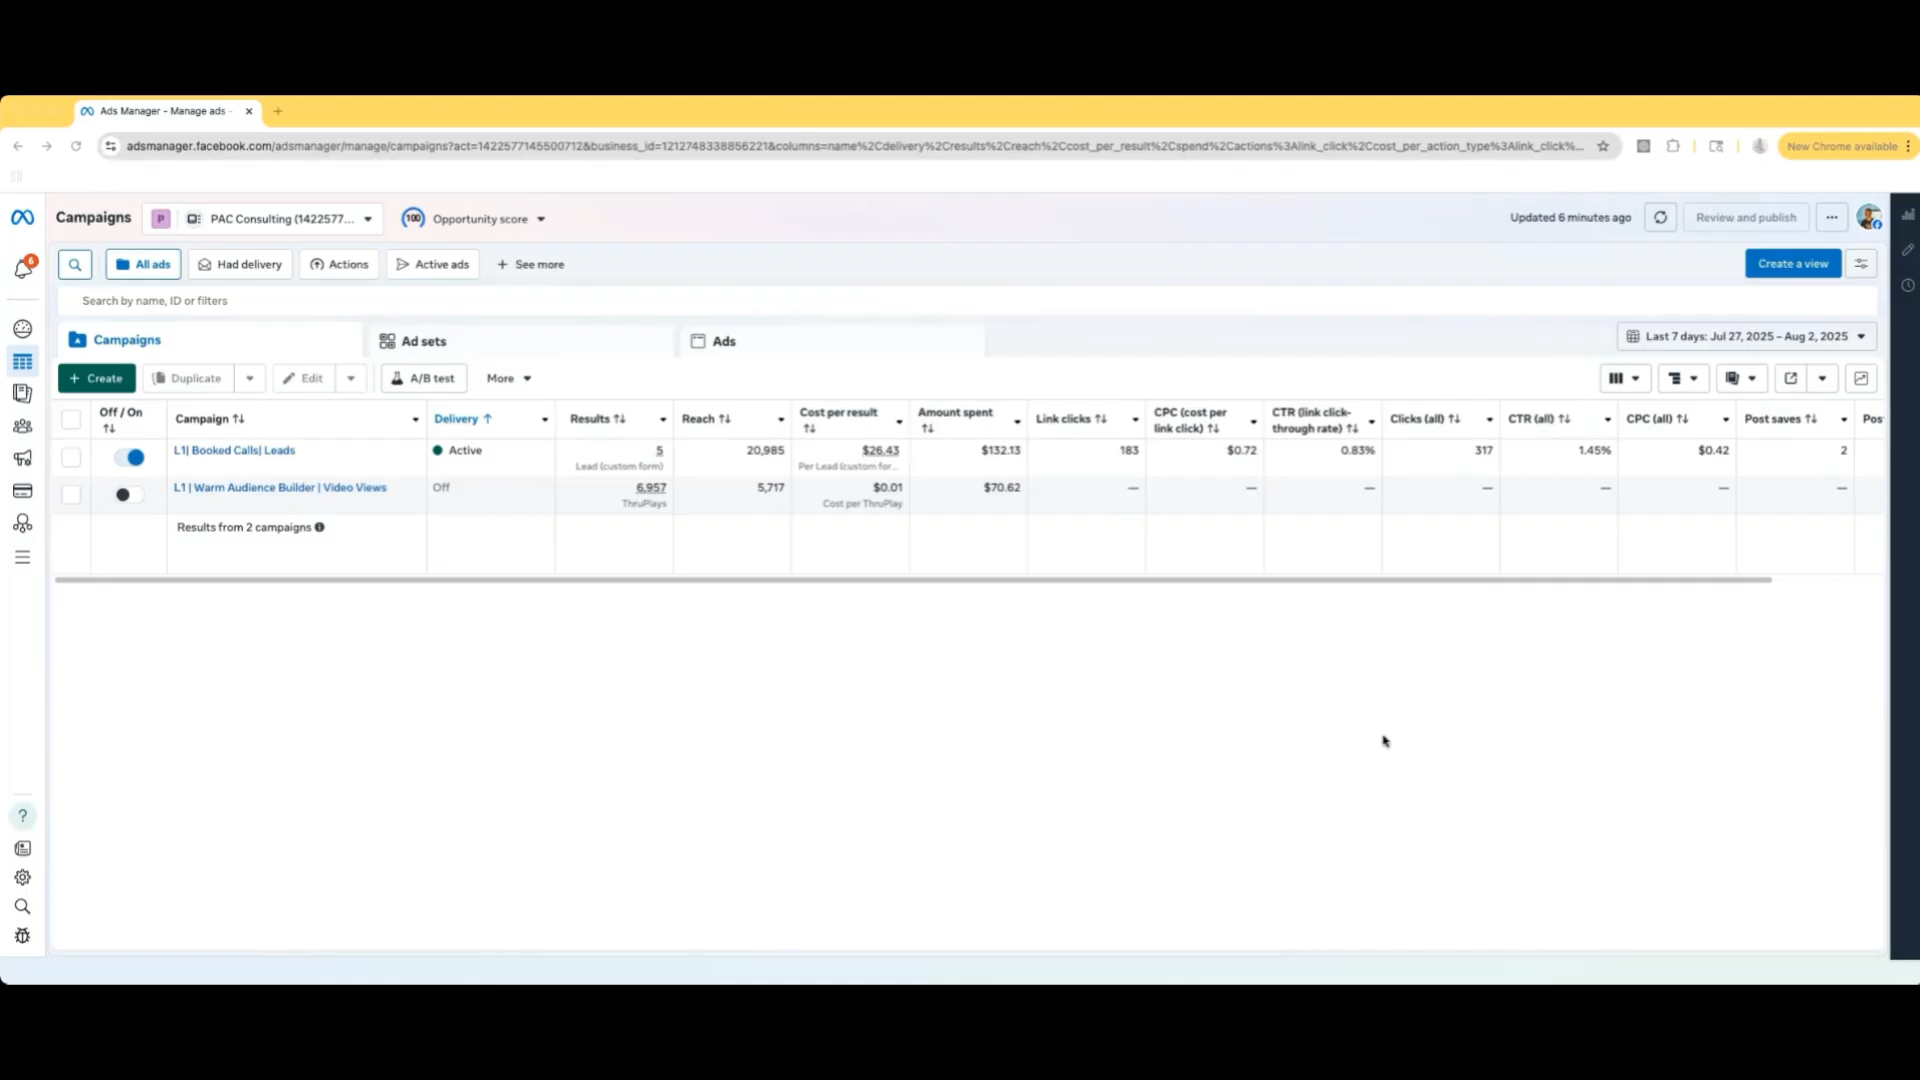 Ads Manager - Manage ads -
adsmanager.facebook.com/adsmanager/manage/campaigns?act=1422577145500712&business_id=1212748338856221&columns=name%2Cdelivery%2Cresults%2Creach%2Ccost_per_result%2Cspend%2Cactions%3Alink_click%2Ccost_per_action_type%3Alink_click%...
New Chrome available
Campaigns
P
PAC Consulting (1422577...
100
Opportunity score
Updated 6 minutes ago
Review and publish
6
All ads
Had delivery
Actions
Active ads
+ See more
Create a view
Search by name, ID or filters
Campaigns
Ad sets
Ads
Last 7 days: Jul 27, 2025 – Aug 2, 2025
+ Create
Duplicate
Edit
A/B test
More
Off / On
Campaign
Delivery ↑
Results
Reach
Cost per result
Amount spent
Link clicks
CPC (cost per link click)
CTR (link click-through rate)
Clicks (all)
CTR (all)
CPC (all)
Post saves
Pos
L1| Booked Calls| Leads
Active
5
Lead (custom form)
20,985
$26.43
Per Lead (custom for...
$132.13
183
$0.72
0.83%
317
1.45%
$0.42
2
L1 | Warm Audience Builder | Video Views
Off
6,957
ThruPlays
5,717
$0.01
Cost per ThruPlay
$70.62
—
—
—
—
—
—
—
Results from 2 campaigns
?